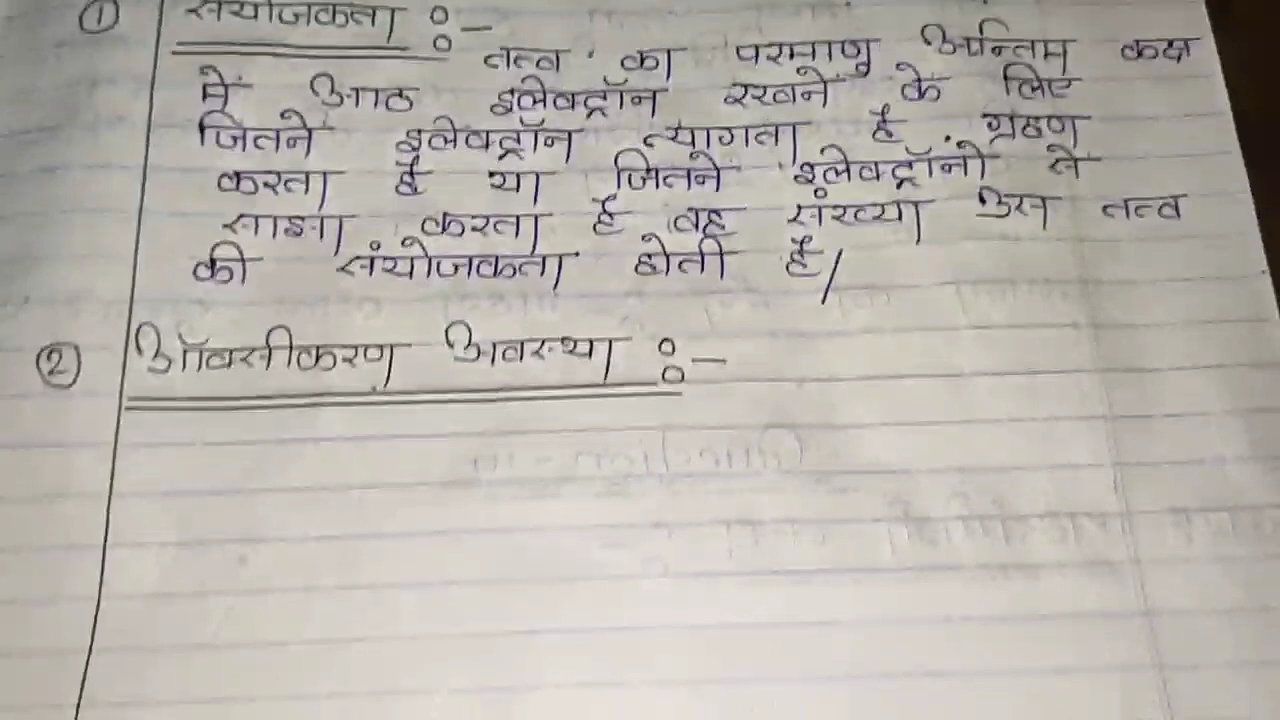 ① संयोजकता :-
तत्व का परमाणु अन्तिम कक्ष
में आठ इलेक्ट्रॉन रखने के लिए
जितने इलेक्ट्रॉन त्यागता है, ग्रहण
करता है या जितने इलेक्ट्रॉनो से
साझा करता है वह संख्या उस तत्व
की संयोजकता होती है/
② ऑक्सीकरण अवस्था :-